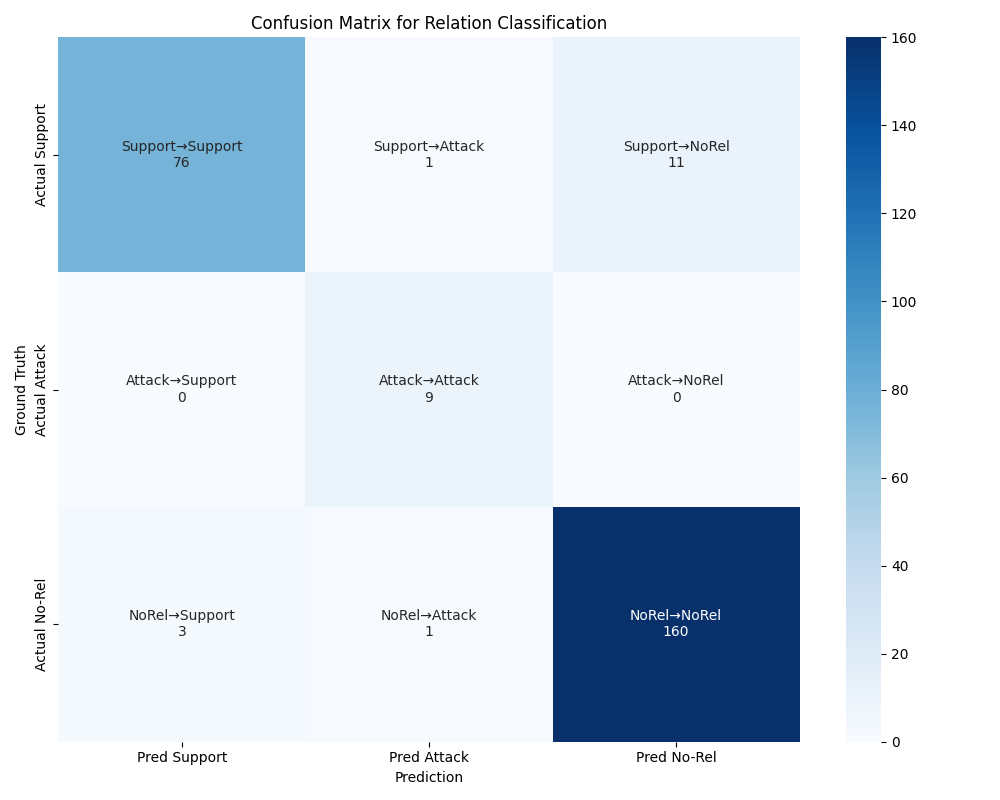 Confusion Matrix for Relation Classification
Ground Truth
Actual Support
Support→Support
76
Support→Attack
1
Support→NoRel
11
Actual Attack
Attack→Support
0
Attack→Attack
9
Attack→NoRel
0
Actual No-Rel
NoRel→Support
3
NoRel→Attack
1
NoRel→NoRel
160
Pred Support
Pred Attack
Pred No-Rel
Prediction
160
140
120
100
80
60
40
20
0